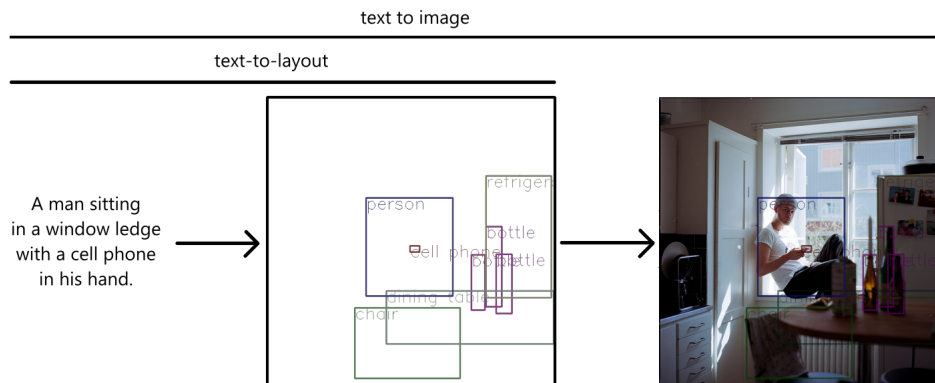 text to image
text-to-layout
A man sitting
in a window ledge
with a cell phone
in his hand.
refriger
person
bottle
cell phone
bottle
bottle
dining table
chair
person